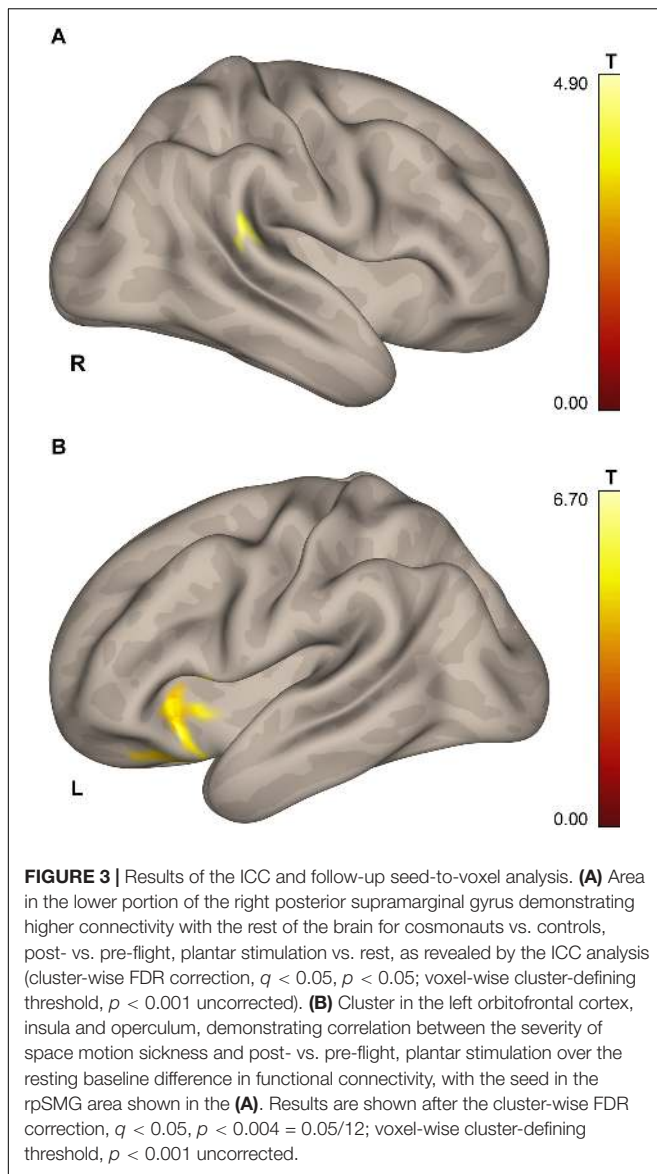 A
T
4.90
0.00
R
B
T
6.70
0.00
L
FIGURE 3 | Results of the ICC and follow-up seed-to-voxel analysis. (A) Area
in the lower portion of the right posterior supramarginal gyrus demonstrating
higher connectivity with the rest of the brain for cosmonauts vs. controls,
post- vs. pre-flight, plantar stimulation vs. rest, as revealed by the ICC analysis
(cluster-wise FDR correction, q < 0.05, p < 0.05; voxel-wise cluster-defining
threshold, p < 0.001 uncorrected). (B) Cluster in the left orbitofrontal cortex,
insula and operculum, demonstrating correlation between the severity of
space motion sickness and post- vs. pre-flight, plantar stimulation over the
resting baseline difference in functional connectivity, with the seed in the
rpSMG area shown in the (A). Results are shown after the cluster-wise FDR
correction, q < 0.05, p < 0.004 = 0.05/12; voxel-wise cluster-defining
threshold, p < 0.001 uncorrected.